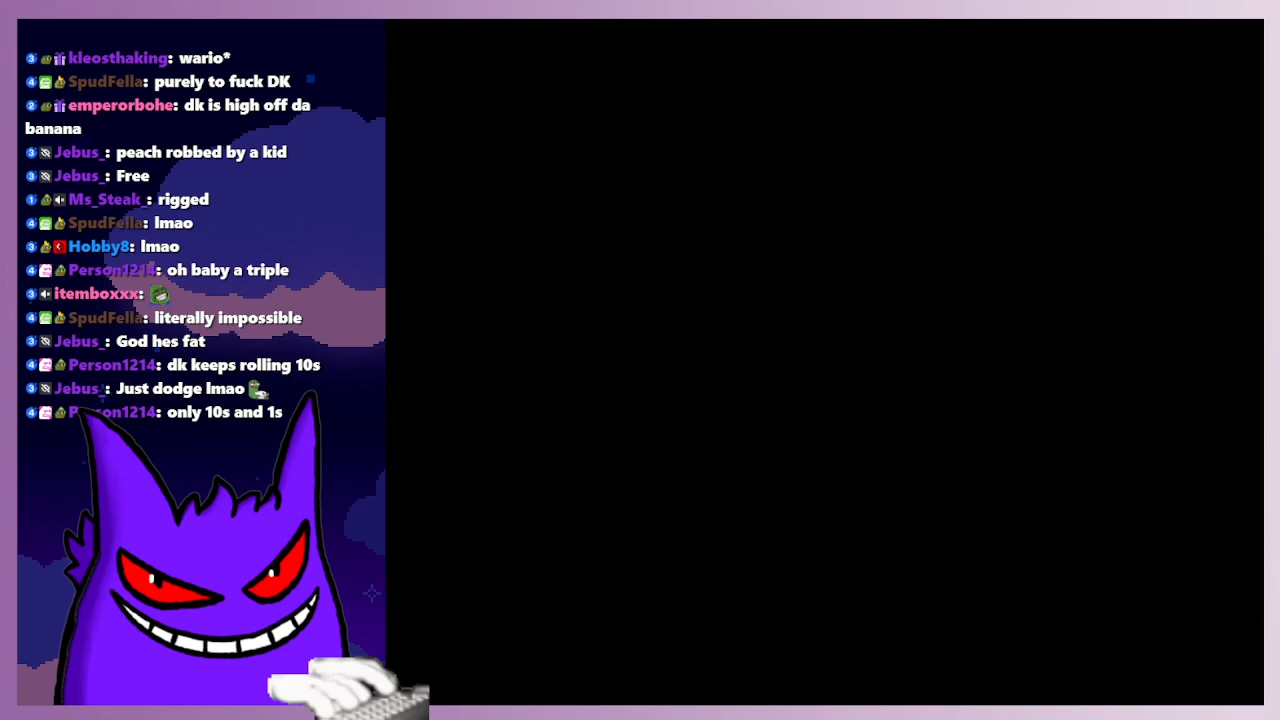 kleosthaking: wario*
SpudFella: purely to fuck DK
emperorbohe: dk is high off da
banana
Jebus_: peach robbed by a kid
Jebus_: Free
Ms_Steak_: rigged
SpudFella: lmao
Hobby8: lmao
Person1214: oh baby a triple
itemboxxx:
SpudFella: literally impossible
Jebus_: God hes fat
Person1214: dk keeps rolling 10s
Jebus_: Just dodge lmao
Person1214: only 10s and 1s